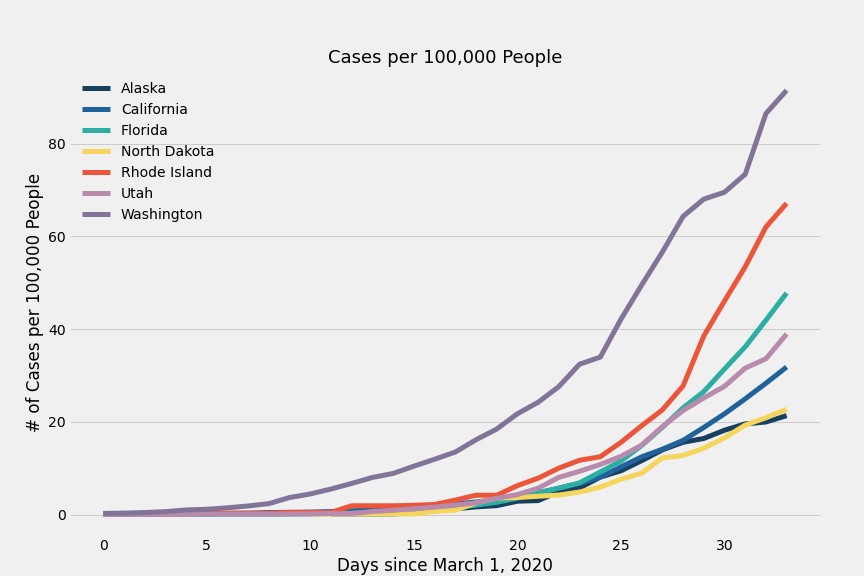 Cases per 100,000 People
Alaska
California
Florida
North Dakota
Rhode Island
Utah
Washington
# of Cases per 100,000 People
80
60
40
20
0
0 5 10 15 20 25 30
Days since March 1, 2020